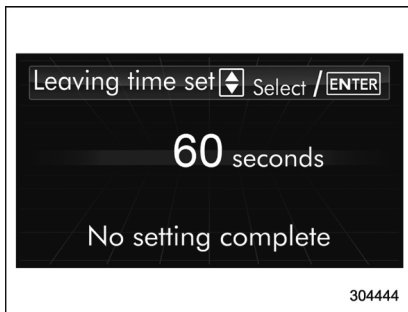 Leaving time set Select / ENTER
60 seconds
No setting complete
304444